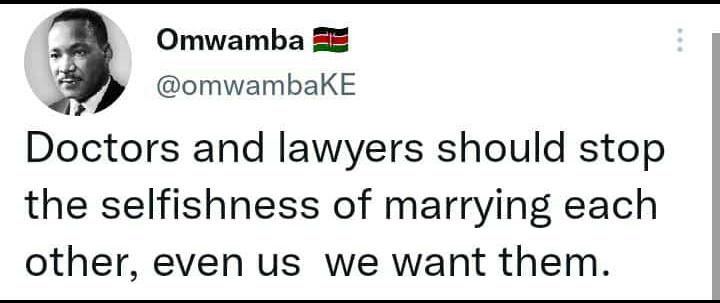 Omwamba 🇰🇪
@omwambaKE
Doctors and lawyers should stop
the selfishness of marrying each
other, even us  we want them.